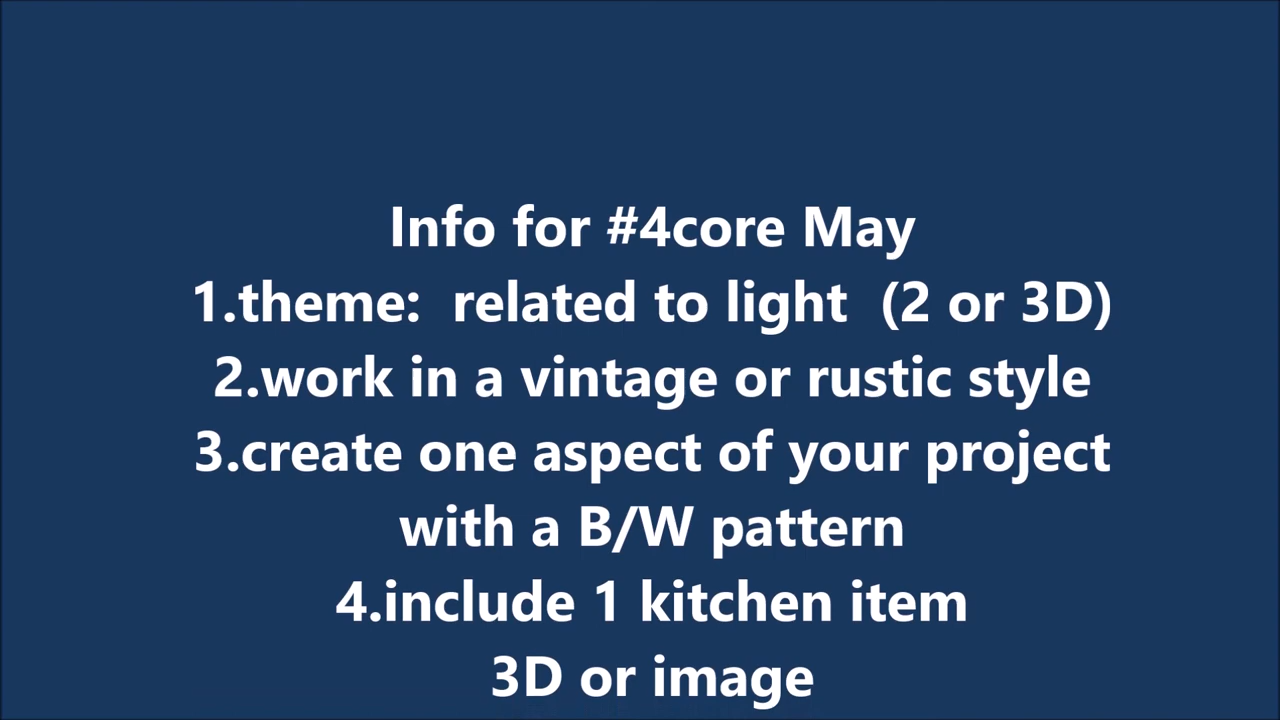 Info for #4core May
1.theme:  related to light  (2 or 3D)
2.work in a vintage or rustic style
3.create one aspect of your project
with a B/W pattern
4.include 1 kitchen item
3D or image